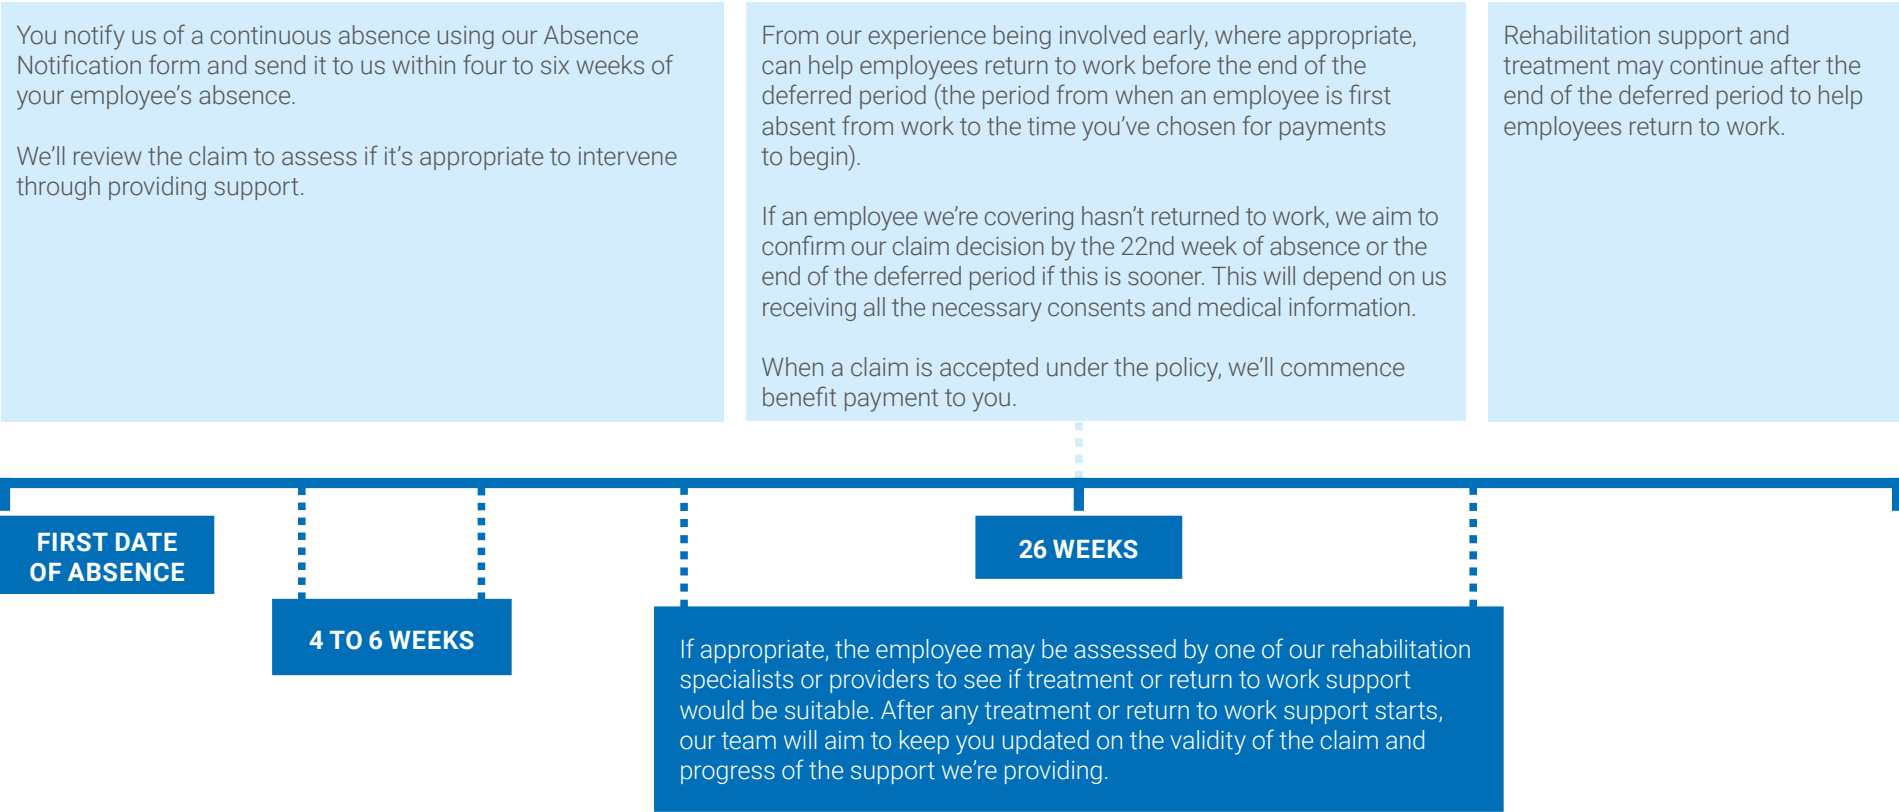 You notify us of a continuous absence using our Absence
Notification form and send it to us within four to six weeks of
your employee’s absence.
We’ll review the claim to assess if it’s appropriate to intervene
through providing support.
From our experience being involved early, where appropriate,
can help employees return to work before the end of the
deferred period (the period from when an employee is first
absent from work to the time you’ve chosen for payments
to begin).
If an employee we’re covering hasn’t returned to work, we aim to
confirm our claim decision by the 22nd week of absence or the
end of the deferred period if this is sooner. This will depend on us
receiving all the necessary consents and medical information.
When a claim is accepted under the policy, we’ll commence
benefit payment to you.
Rehabilitation support and
treatment may continue after the
end of the deferred period to help
employees return to work.
FIRST DATE
OF ABSENCE
4 TO 6 WEEKS
26 WEEKS
If appropriate, the employee may be assessed by one of our rehabilitation
specialists or providers to see if treatment or return to work support
would be suitable. After any treatment or return to work support starts,
our team will aim to keep you updated on the validity of the claim and
progress of the support we’re providing.